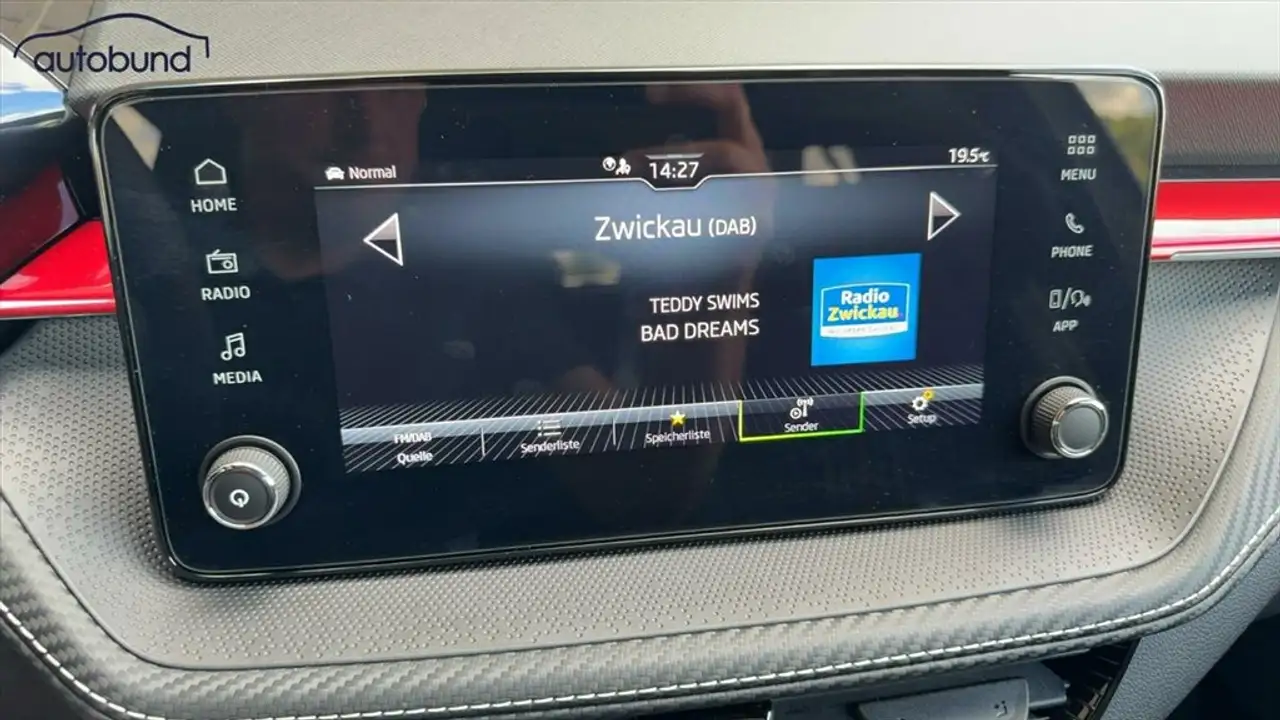 autobund
Normal
14:27
19.5°C
HOME
RADIO
MEDIA
MENU
PHONE
APP
Zwickau (DAB)
TEDDY SWIMS
BAD DREAMS
Radio
Zwickau
FM/DAB
Quelle
Senderliste
Speicherliste
Sender
Setup